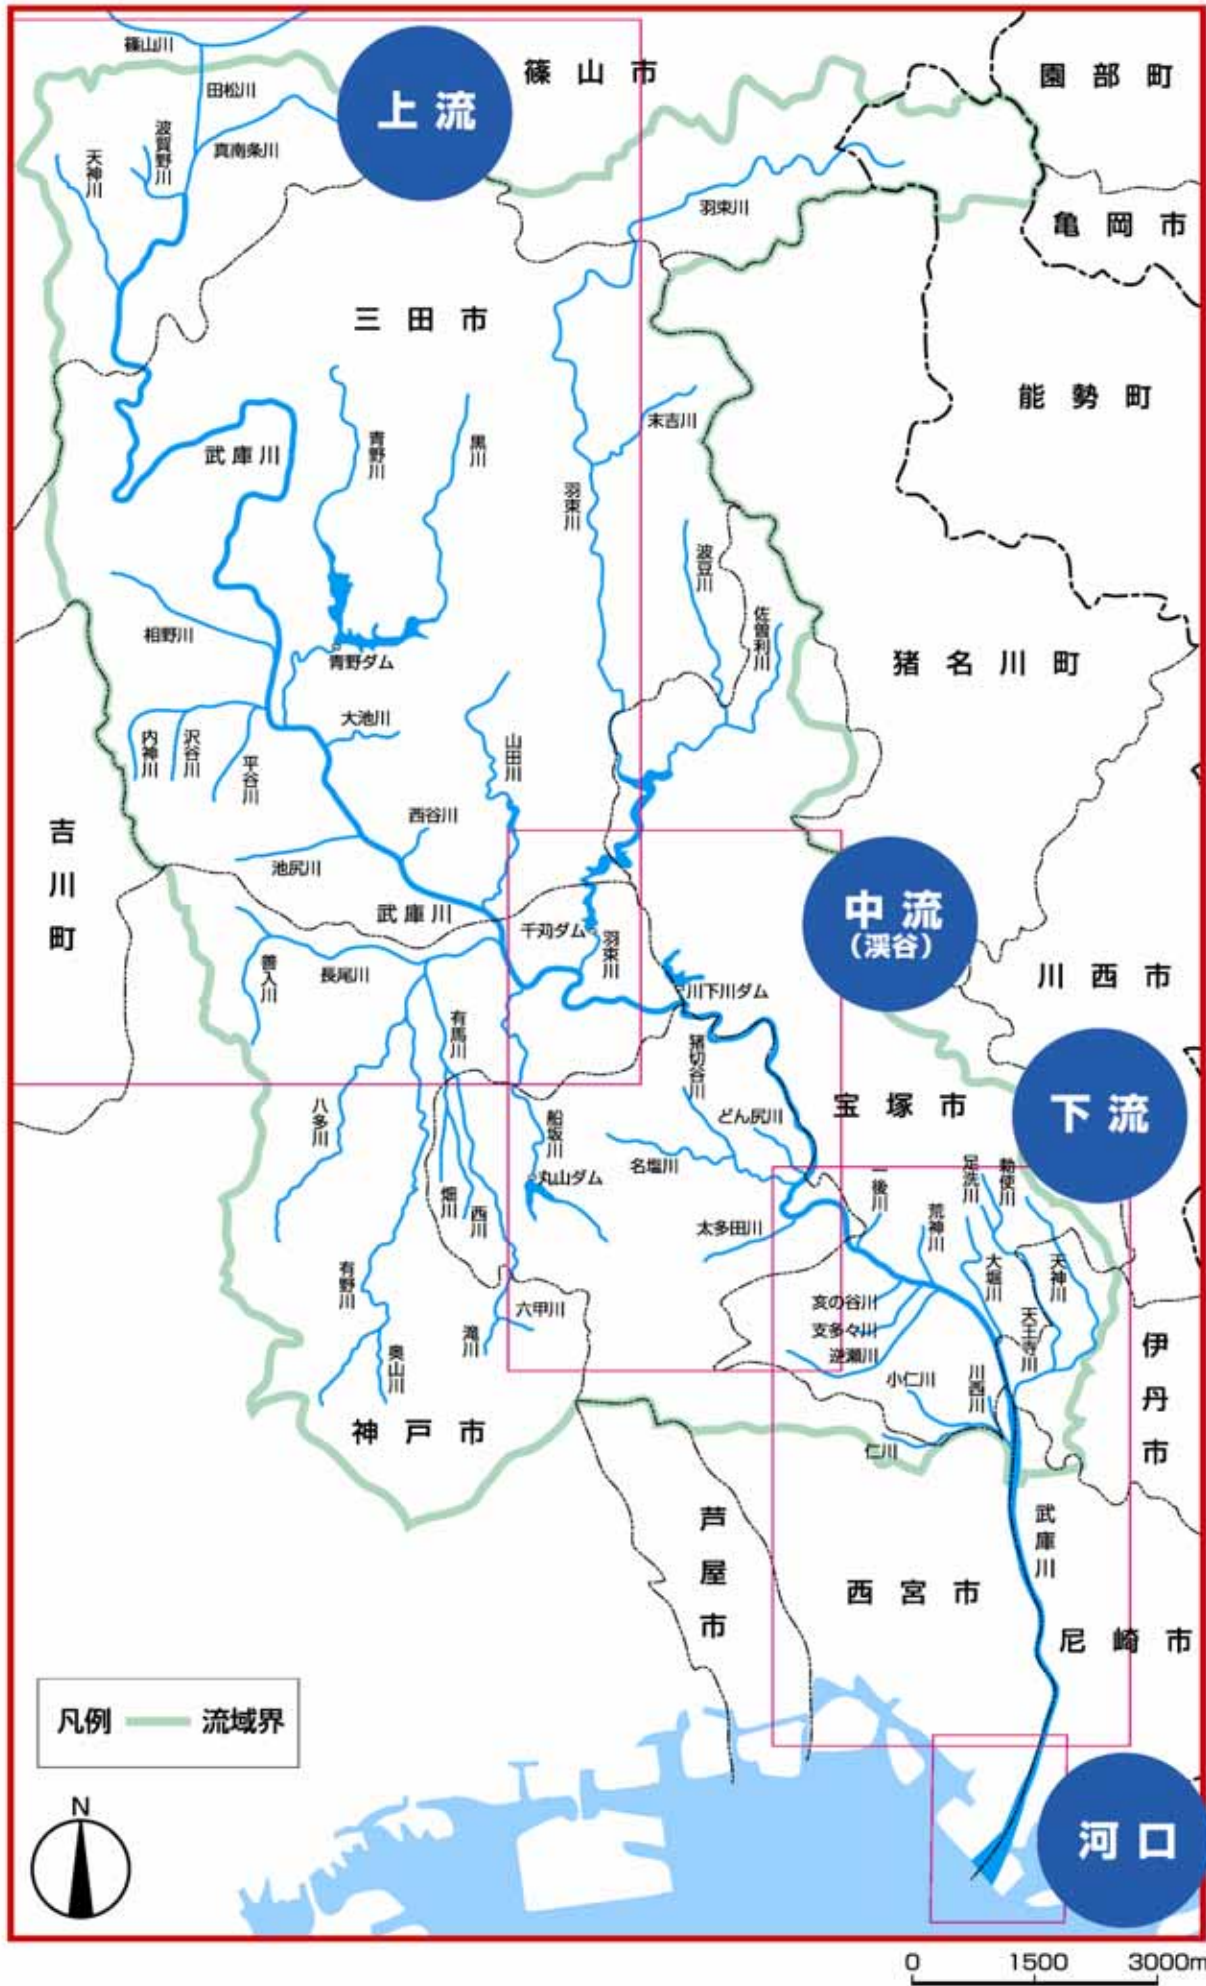 篠山川
篠山市
園部町
田松川
上流
波賀野川
真南条川
天神川
羽束川
亀岡市
三田市
能勢町
末吉川
武庫川
青野川
黒川
羽束川
波豆川
佐曽利川
相野川
青野ダム
猪名川町
大池川
内神川
沢谷川
平谷川
山田川
西谷川
吉川町
池尻川
中流
(渓谷)
武庫川
千苅ダム
羽束川
川西市
善入川
長尾川
川下川ダム
有馬川
猪切谷川
宝塚市
下流
八多川
船坂川
どん尻川
名塩川
丸山ダム
畑川
西川
一後川
足洗川
勅使川
荒神川
太多田川
大堀川
天神川
有野川
六甲川
滝川
亥の谷川
支多々川
逆瀬川
天王寺川
伊丹市
奥山川
小仁川
川西川
神戸市
仁川
芦屋市
武庫川
西宮市
尼崎市
凡例 流域界
N
河口
0 1500 3000m